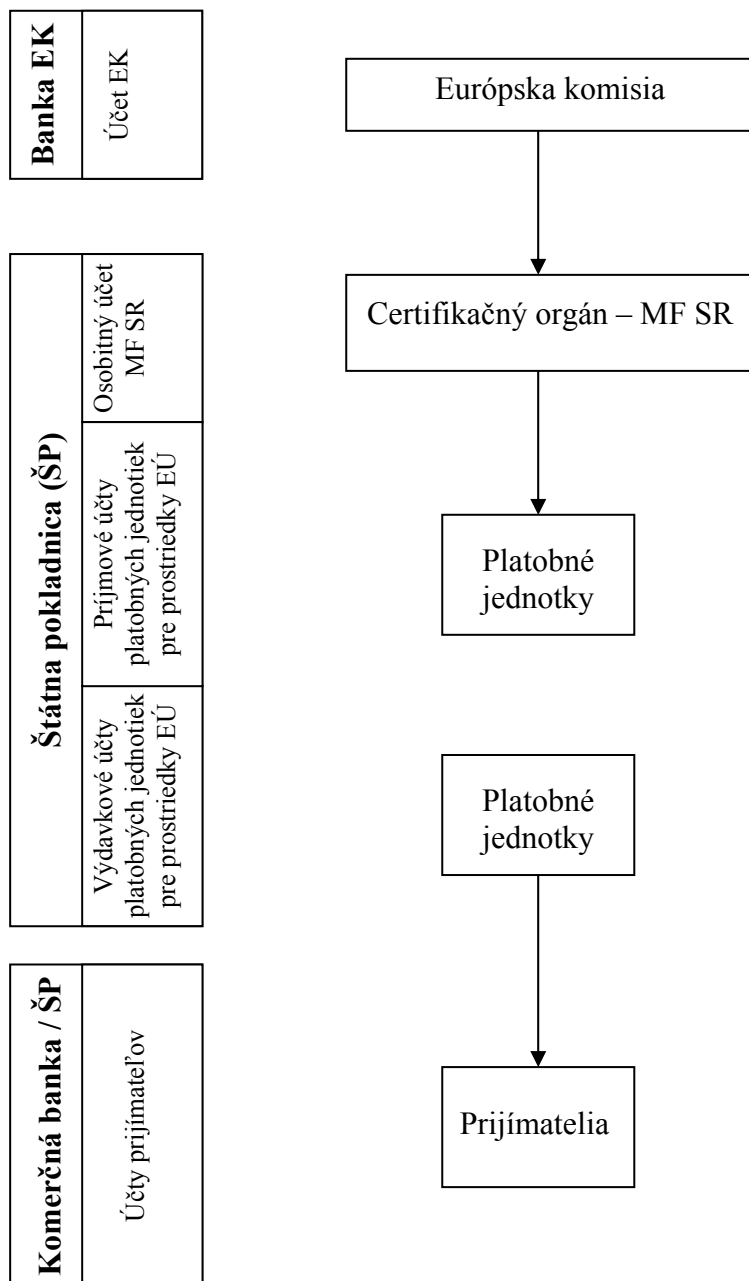 Banka EK
Účet EK
Európska komisia
Štátna pokladnica (ŠP)
Osobitný účet
MF SR
Certifikačný orgán – MF SR
Príjmové účty
platobných jednotiek
pre prostriedky EÚ
Platobné
jednotky
Výdavkové účty
platobných jednotiek
pre prostriedky EÚ
Platobné
jednotky
Komerčná banka / ŠP
Účty prijímateľov
Prijímatelia